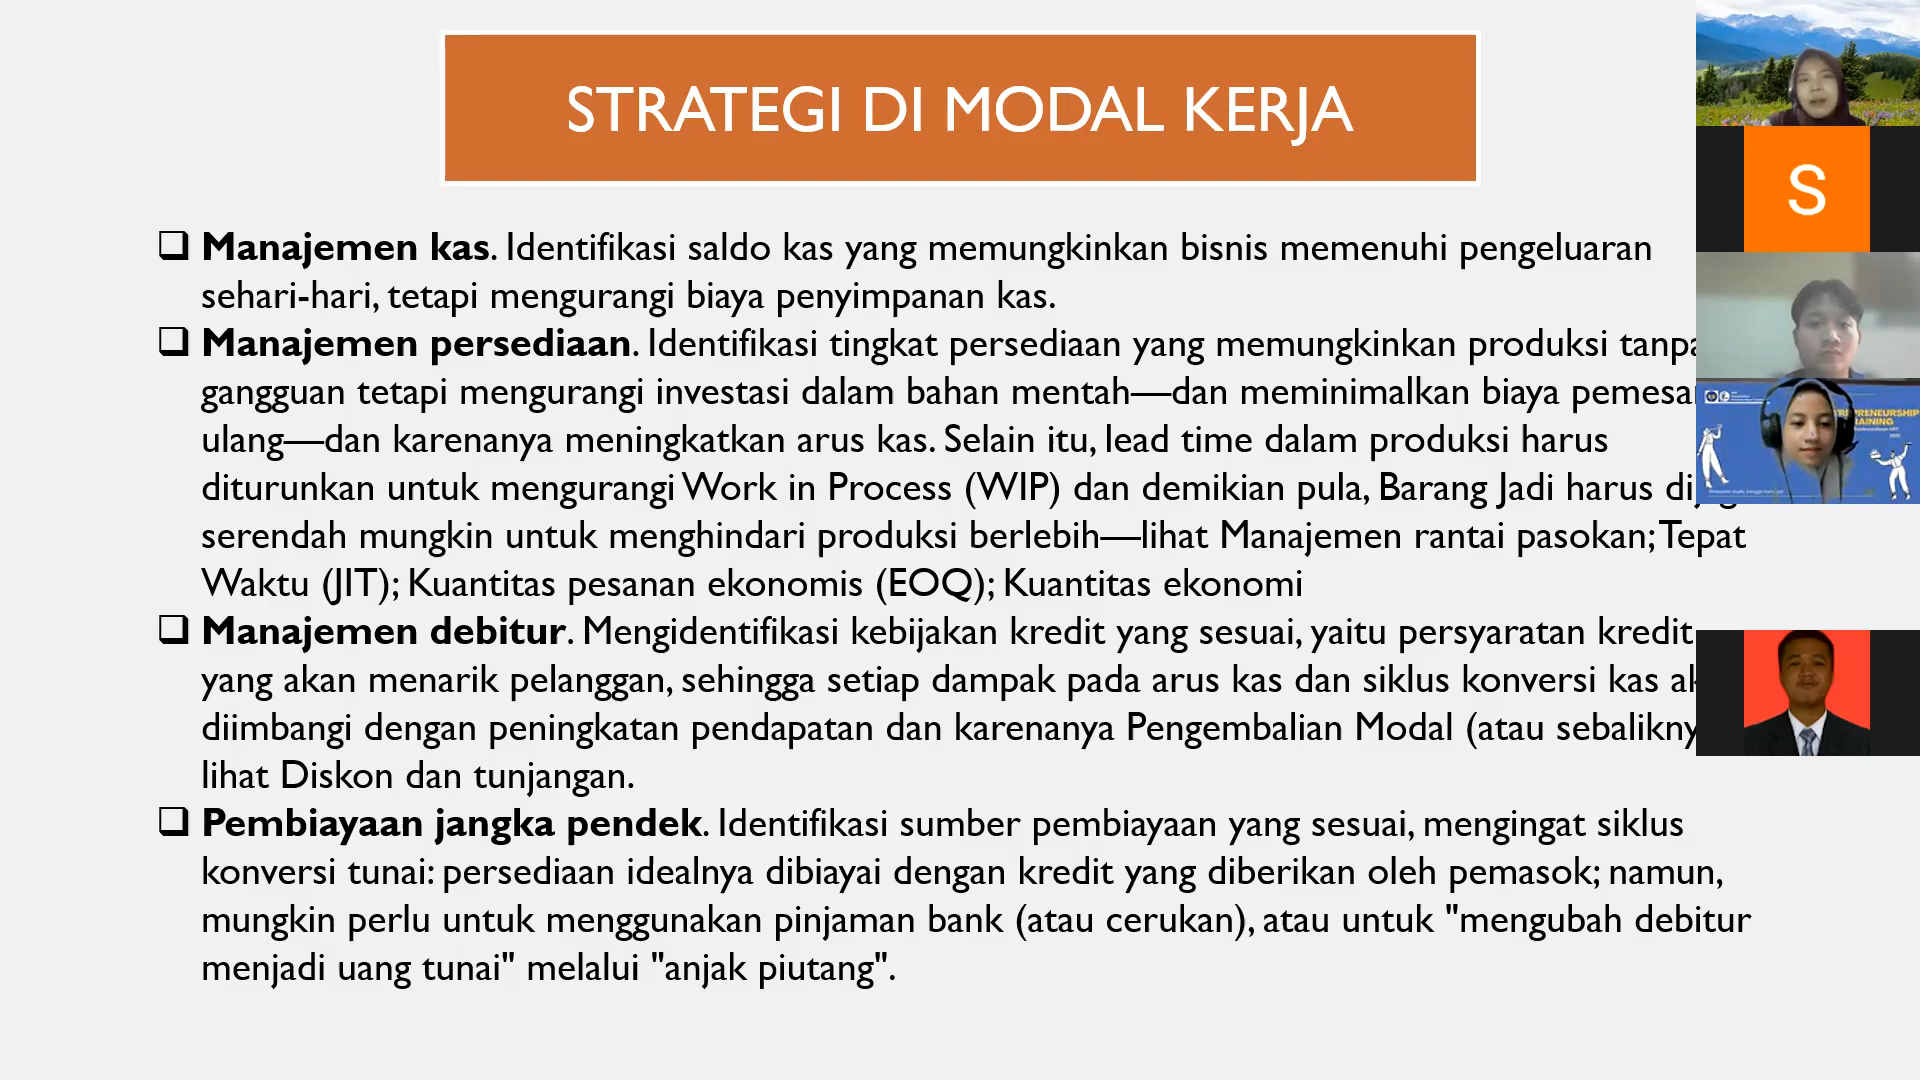 STRATEGI DI MODAL KERJA
Manajemen kas. Identifikasi saldo kas yang memungkinkan bisnis memenuhi pengeluaran
sehari-hari, tetapi mengurangi biaya penyimpanan kas.
Manajemen persediaan. Identifikasi tingkat persediaan yang memungkinkan produksi tanpa
gangguan tetapi mengurangi investasi dalam bahan mentah—dan meminimalkan biaya
ulang—dan karenanya meningkatkan arus kas. Selain itu, lead time dalam produksi harus
diturunkan untuk mengurangi Work in Process (WIP) dan demikian pula, Barang Jadi harus
serendah mungkin untuk menghindari produksi berlebih—lihat Manajemen rantai pasokan; Tepat
Waktu (JIT); Kuantitas pesanan ekonomis (EOQ); Kuantitas ekonomi
Manajemen debitur. Mengidentifikasi kebijakan kredit yang sesuai, yaitu persyaratan kredit
yang akan menarik pelanggan, sehingga setiap dampak pada arus kas dan siklus konversi kas
diimbangi dengan peningkatan pendapatan dan karenanya Pengembalian Modal (atau
lihat Diskon dan tunjangan.
Pembiayaan jangka pendek. Identifikasi sumber pembiayaan yang sesuai, mengingat siklus
konversi tunai: persediaan idealnya dibiayai dengan kredit yang diberikan oleh pemasok; namun,
mungkin perlu untuk menggunakan pinjaman bank (atau cerukan), atau untuk "mengubah debitur
menjadi uang tunai" melalui "anjak piutang".
S